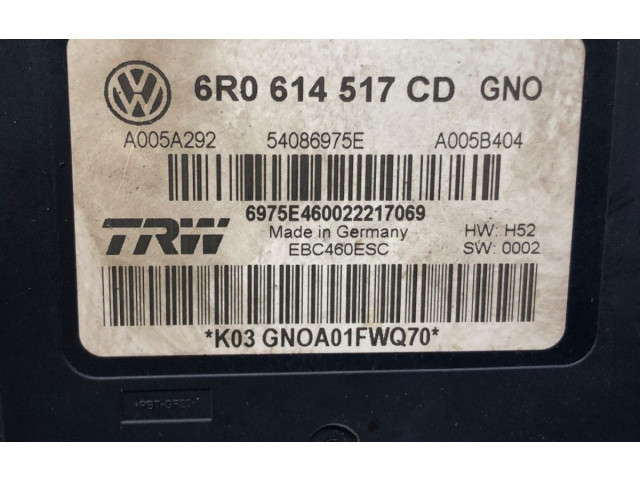 6R0 614 517 CD GNO
A005A292 54086975E A005B404
6975E460022217069
TRW Made in Germany HW: H52
EBC460ESC SW: 0002
*K03 GNOA01FWQ70*